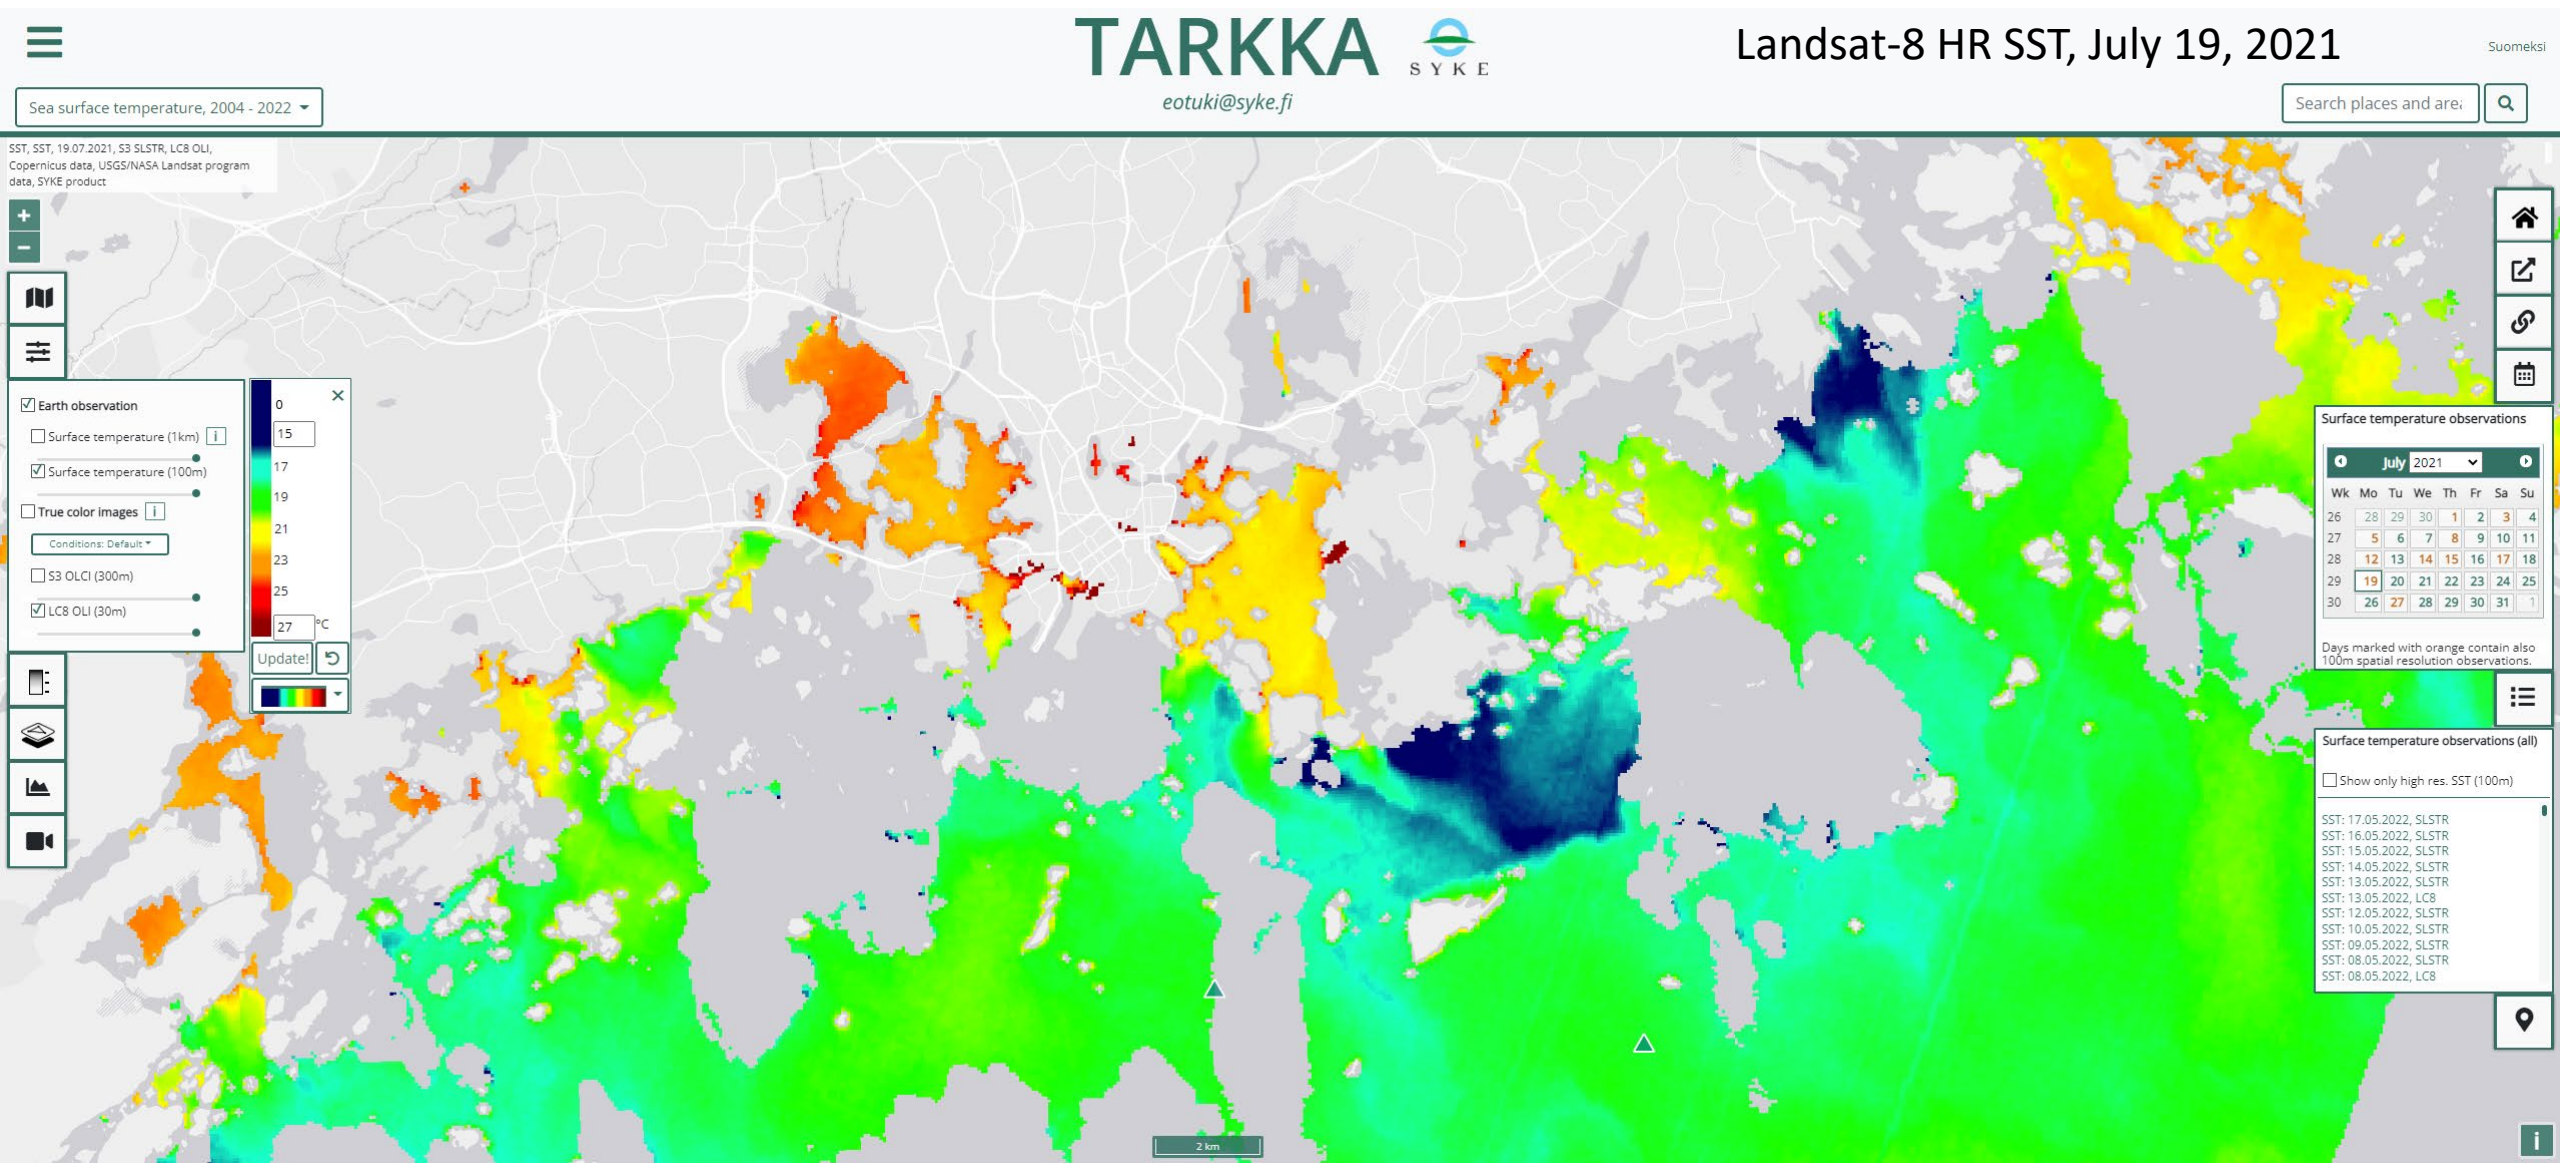 TARKKA
SYKE
eotuki@syke.fi
Landsat-8 HR SST, July 19, 2021
Suomeksi
Sea surface temperature, 2004 - 2022
Search places and area
SST, SST, 19.07.2021, S3 SLSTR, LC8 OLI,
Copernicus data, USGS/NASA Landsat program
data, SYKE product
+
−
Earth observation
Surface temperature (1km) i
Surface temperature (100m)
True color images i
Conditions: Default
S3 OLCI (300m)
LC8 OLI (30m)
0
15
17
19
21
23
25
27 °C
Update!
Surface temperature observations
July 2021
Wk Mo Tu We Th Fr Sa Su
26 28 29 30 1 2 3 4
27 5 6 7 8 9 10 11
28 12 13 14 15 16 17 18
29 19 20 21 22 23 24 25
30 26 27 28 29 30 31 1
Days marked with orange contain also
100m spatial resolution observations.
Surface temperature observations (all)
Show only high res. SST (100m)
SST: 17.05.2022, SLSTR
SST: 16.05.2022, SLSTR
SST: 15.05.2022, SLSTR
SST: 14.05.2022, SLSTR
SST: 13.05.2022, SLSTR
SST: 13.05.2022, LC8
SST: 12.05.2022, SLSTR
SST: 10.05.2022, SLSTR
SST: 09.05.2022, SLSTR
SST: 08.05.2022, SLSTR
SST: 08.05.2022, LC8
2 km
i